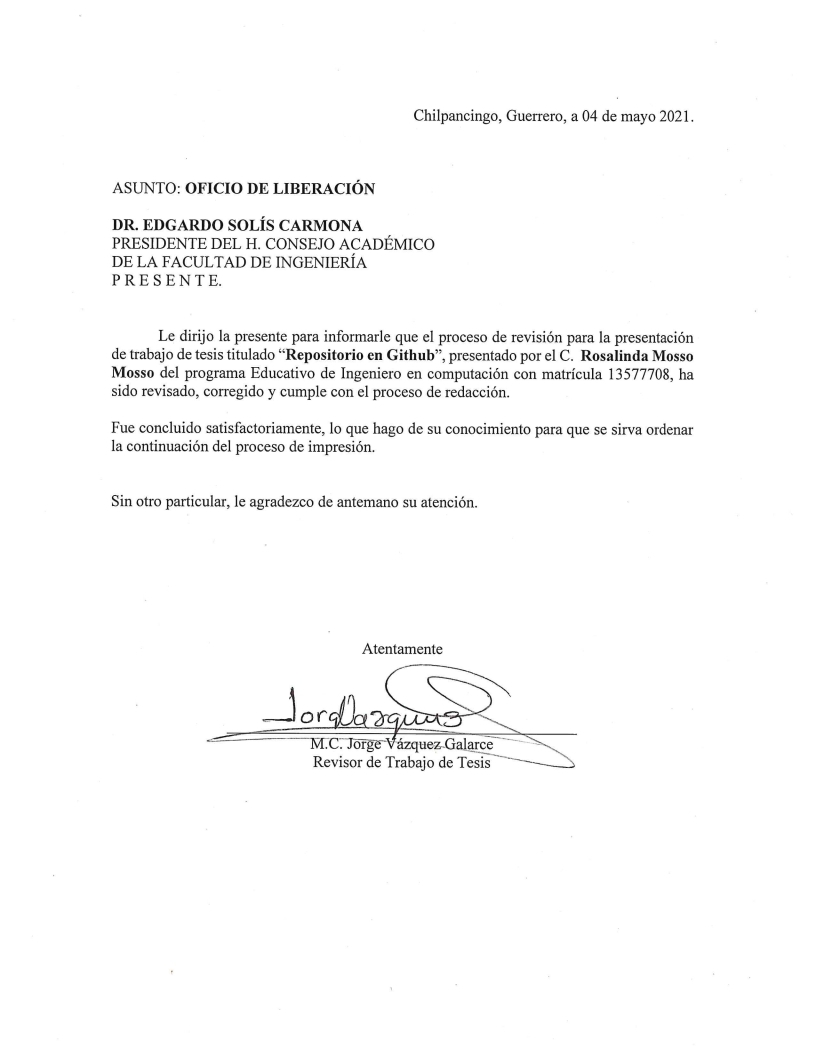 Chilpancingo, Guerrero, a 04 de mayo 2021.
ASUNTO: OFICIO DE LIBERACIÓN
DR. EDGARDO SOLÍS CARMONA
PRESIDENTE DEL H. CONSEJO ACADÉMICO
DE LA FACULTAD DE INGENIERÍA
P R E S E N T E.
Le dirijo la presente para informarle que el proceso de revisión para la presentación
de trabajo de tesis titulado “Repositorio en Github”, presentado por el C. Rosalinda Mosso
Mosso del programa Educativo de Ingeniero en computación con matrícula 13577708, ha
sido revisado, corregido y cumple con el proceso de redacción.
Fue concluido satisfactoriamente, lo que hago de su conocimiento para que se sirva ordenar
la continuación del proceso de impresión.
Sin otro particular, le agradezco de antemano su atención.
Atentamente
M.C. Jorge Vázquez Galarce
Revisor de Trabajo de Tesis